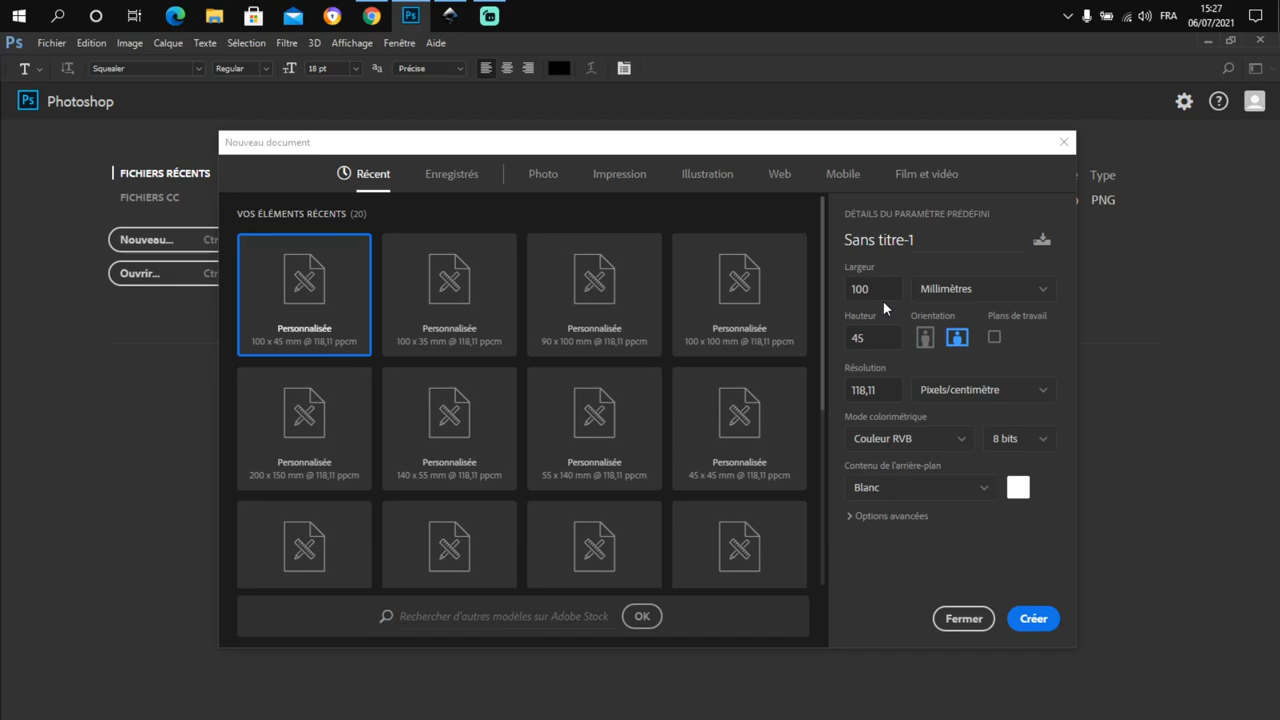 15:27
FRA
06/07/2021
Ps
Ps Fichier Edition Image Calque Texte Sélection Filtre 3D Affichage Fenêtre Aide
T Squealer Regular 18 pt aa Précise
Ps Photoshop
Nouveau document
FICHIERS RÉCENTS
FICHIERS CC
Nouveau... Ctr
Ouvrir... Ctr
Type
PNG
Récent Enregistrés Photo Impression Illustration Web Mobile Film et vidéo
VOS ÉLÉMENTS RÉCENTS (20)
Personnalisée Personnalisée Personnalisée Personnalisée
100 x 45 mm @ 118,11 ppcm 100 x 35 mm @ 118,11 ppcm 90 x 100 mm @ 118,11 ppcm 100 x 100 mm @ 118,11 ppcm
Personnalisée Personnalisée Personnalisée Personnalisée
200 x 150 mm @ 118,11 ppcm 140 x 55 mm @ 118,11 ppcm 55 x 140 mm @ 118,11 ppcm 45 x 45 mm @ 118,11 ppcm
Rechercher d'autres modèles sur Adobe Stock OK
DÉTAILS DU PARAMÈTRE PRÉDÉFINI
Sans titre-1
Largeur
100 Millimètres
Hauteur Orientation Plans de travail
45
Résolution
118,11 Pixels/centimètre
Mode colorimétrique
Couleur RVB 8 bits
Contenu de l'arrière-plan
Blanc
Options avancées
Fermer Créer